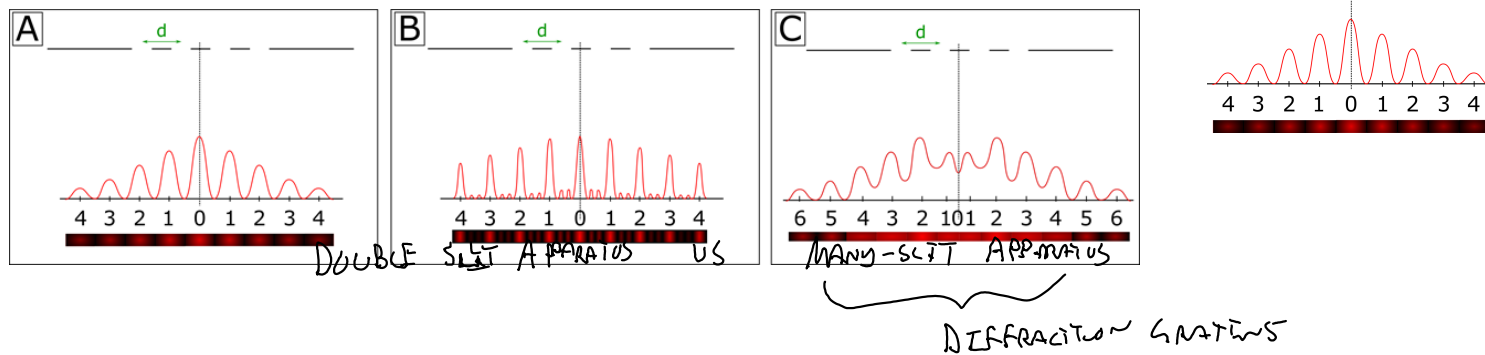 A
d
4 3 2 1 0 1 2 3 4
B
d
4 3 2 1 0 1 2 3 4
C
d
6 5 4 3 2 1 0 1 2 3 4 5 6
4 3 2 1 0 1 2 3 4
DOUBLE SLIT APPARATUS US
MANY-SLIT APPARATUS
DIFFRACTION GRATINGS